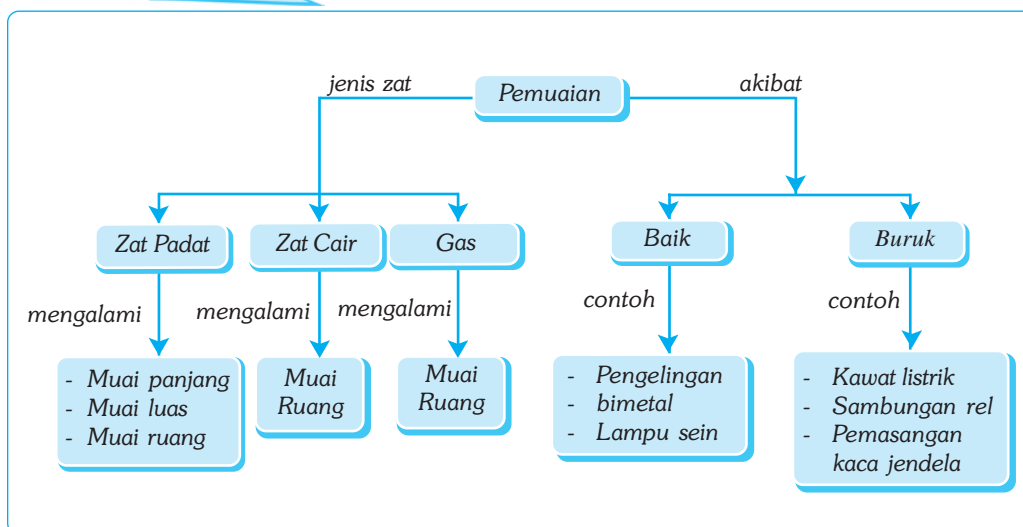 jenis zat
Pemuaian
akibat
Zat Padat
Zat Cair
Gas
Baik
Buruk
mengalami
mengalami
mengalami
contoh
contoh
- Muai panjang
- Muai luas
- Muai ruang
Muai
Ruang
Muai
Ruang
- Pengelingan
- bimetal
- Lampu sein
- Kawat listrik
- Sambungan rel
- Pemasangan
kaca jendela